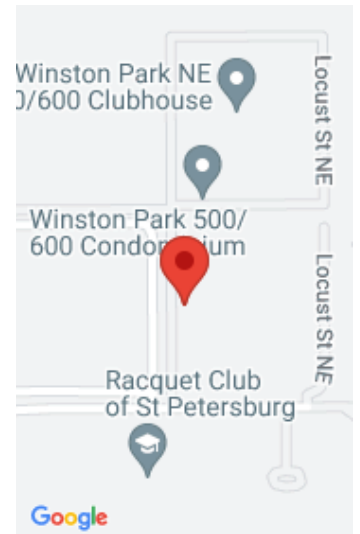 Winston Park NE
0/600 Clubhouse
Locust St NE
Winston Park 500/
600 Condominium
Locust St NE
Racquet Club
of St Petersburg
Google